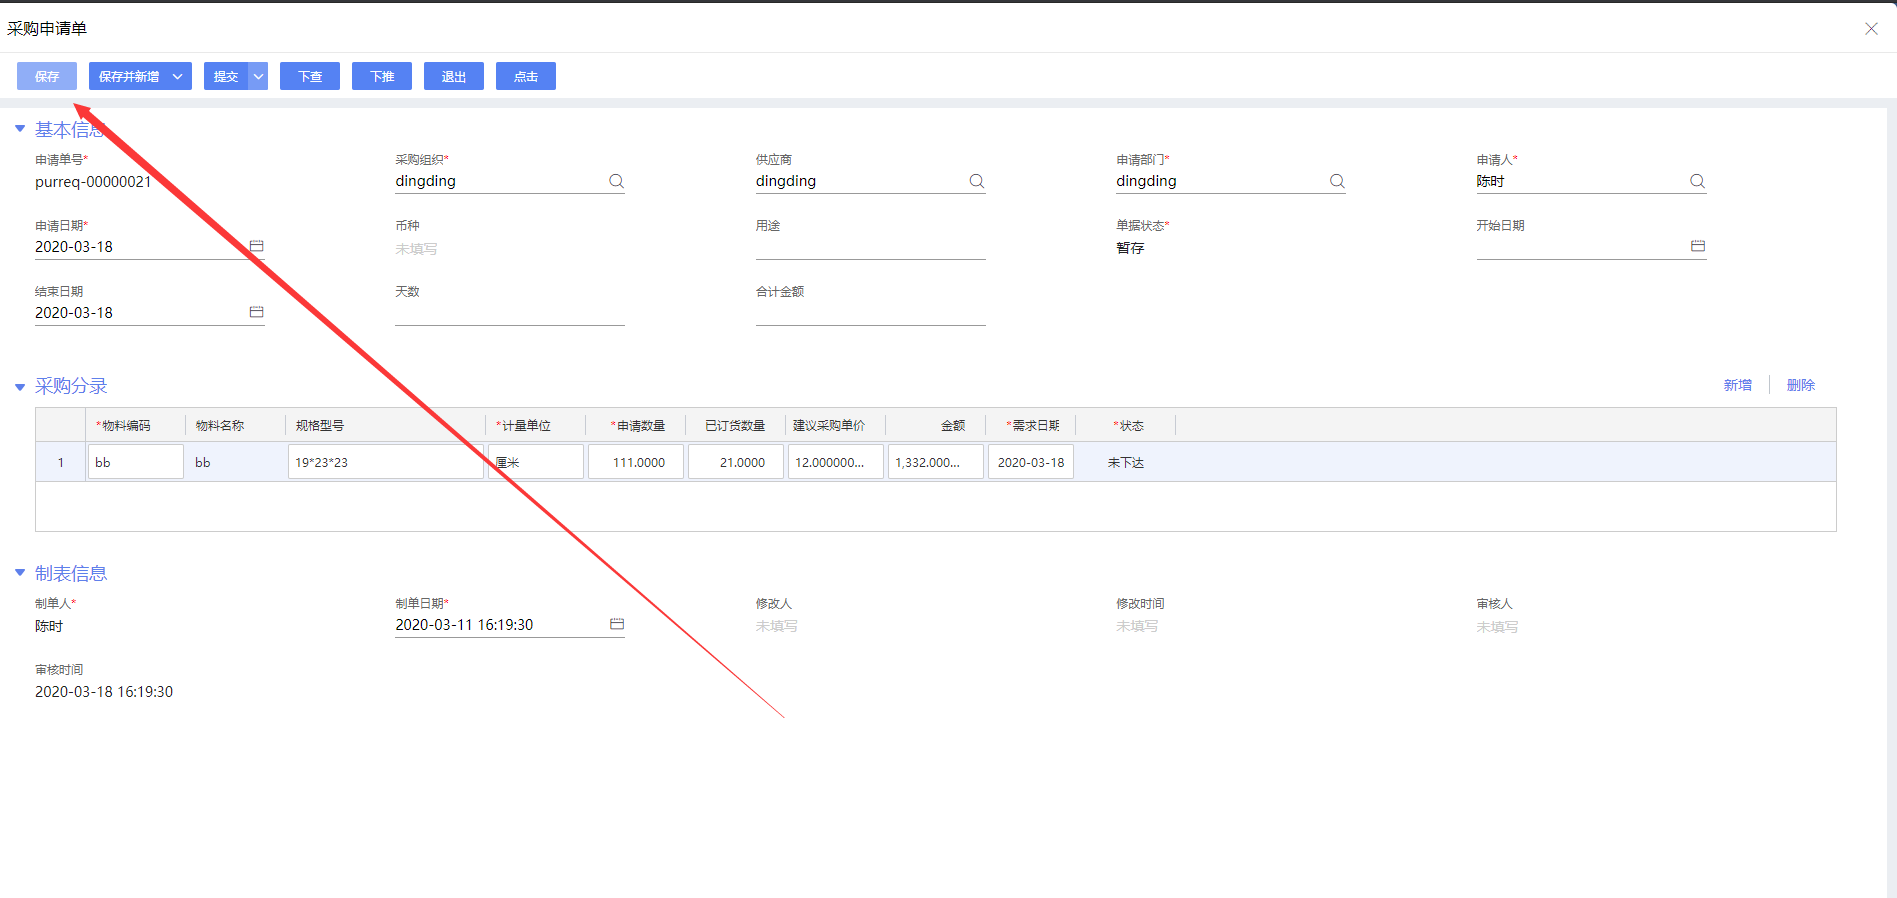 采购申请单
保存 保存并新增 提交 下查 下推 退出 点击
基本信息
申请单号* 采购组织* 供应商 申请部门* 申请人*
purreq-00000021 dingding dingding dingding 陈时
申请日期* 币种 用途 单据状态* 开始日期
2020-03-18 未填写 暂存
结束日期 天数 合计金额
2020-03-18
采购分录 新增 删除
*物料编码 物料名称 规格型号 *计量单位 *申请数量 已订货数量 建议采购单价 金额 *需求日期 *状态
1 bb bb 19*23*23 厘米 111.0000 21.0000 12.000000... 1,332.000... 2020-03-18 未下达
制表信息
制单人* 制单日期* 修改人 修改时间 审核人
陈时 2020-03-11 16:19:30 未填写 未填写 未填写
审核时间
2020-03-18 16:19:30